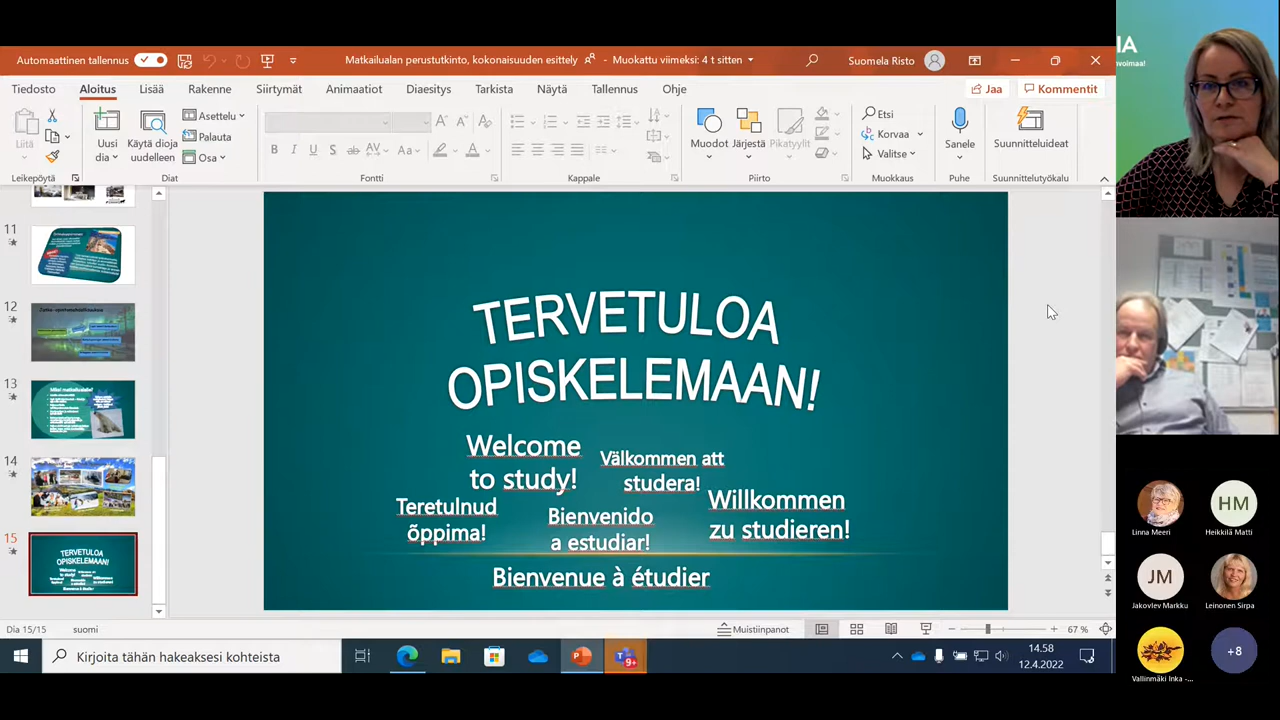 IA
nvoimaa!
Automaattinen tallennus
Matkailualan perustutkinto, kokonaisuuden esittely
- Muokattu viimeksi: 4 t sitten
Suomela Risto
Tiedosto Aloitus Lisää Rakenne Siirtymät Animaatiot Diaesitys Tarkista Näytä Tallennus Ohje
Jaa Kommentit
Liitä
Uusi dia
Käytä dioja uudelleen
Asettelu
Palauta
Osa
Muodot
Järjestä
Pikatyylit
Etsi
Korvaa
Valitse
Sanele
Suunnitteluideat
Leikepöytä Diat Fontti Kappale Piirto Muokkaus Puhe Suunnittelutyökalu
11
12
13
14
15
TERVETULOA
OPISKELEMAAN!
Welcome
to study!
Välkommen att
studera!
Teretulnud
õppima!
Bienvenido
a estudiar!
Willkommen
zu studieren!
Bienvenue à étudier
Linna Meeri
HM
Heikkilä Matti
JM
Jakovlev Markku
Leinonen Sirpa
Vallinmäki Inka -...
+8
Dia 15/15 suomi
Muistiinpanot
67 %
Kirjoita tähän hakeaksesi kohteista
9+
14.58
12.4.2022